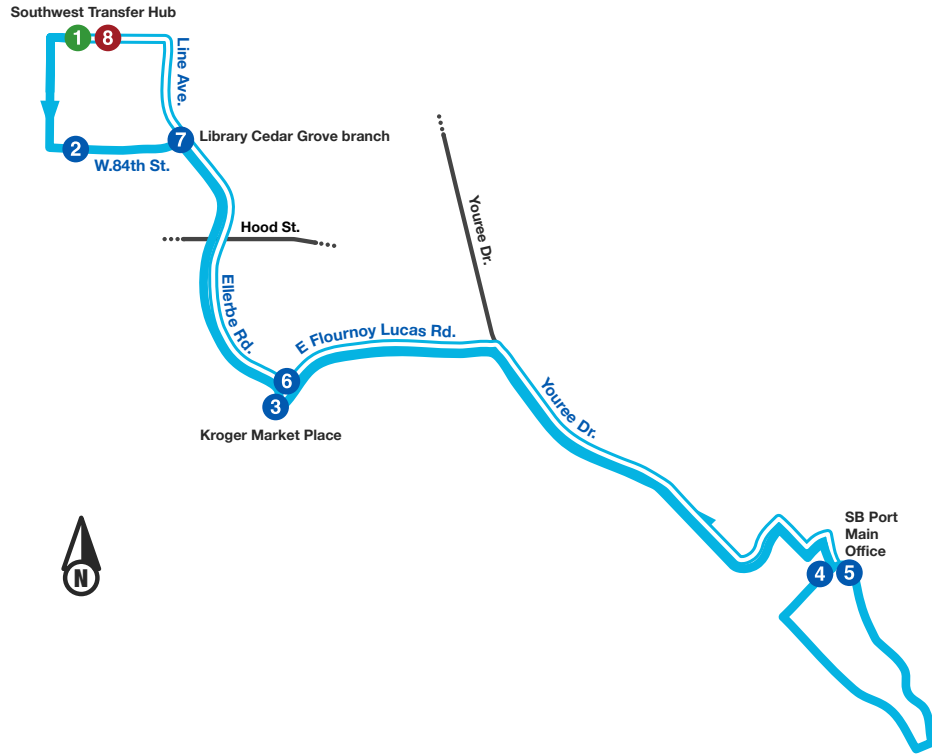 Southwest Transfer Hub
1
8
Line Ave.
7
Library Cedar Grove branch
2
W.84th St.
Youree Dr.
Hood St.
Ellerbe Rd.
E Flournoy Lucas Rd.
6
3
Youree Dr.
Kroger Market Place
SB Port
Main
Office
4
5
N